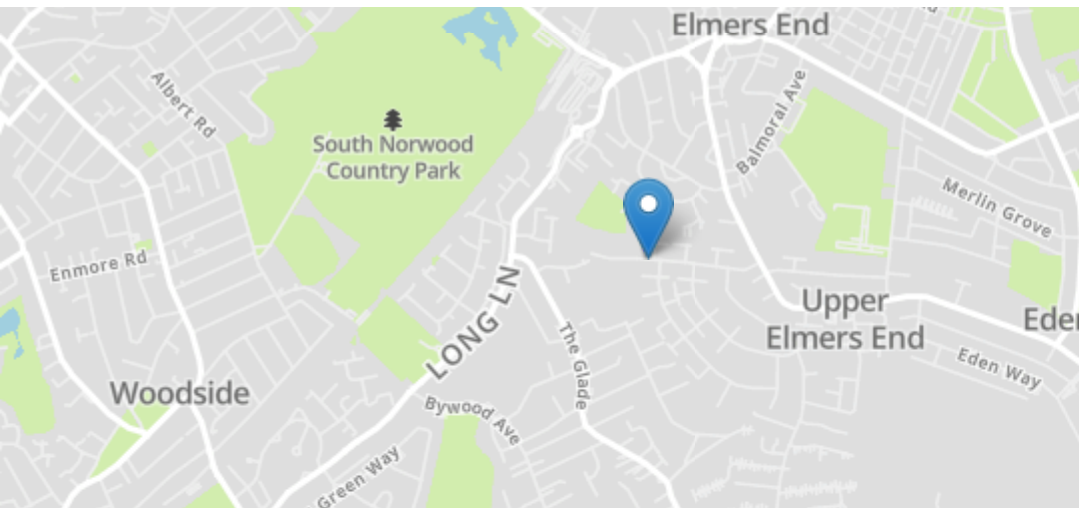 Elmers End
Albert Rd
Balmoral Ave
South Norwood
Country Park
Merlin Grove
Enmore Rd
LONG LN
Upper
Elmers End
Eder
The Glade
Eden Way
Woodside
Bywood Ave
Green Way